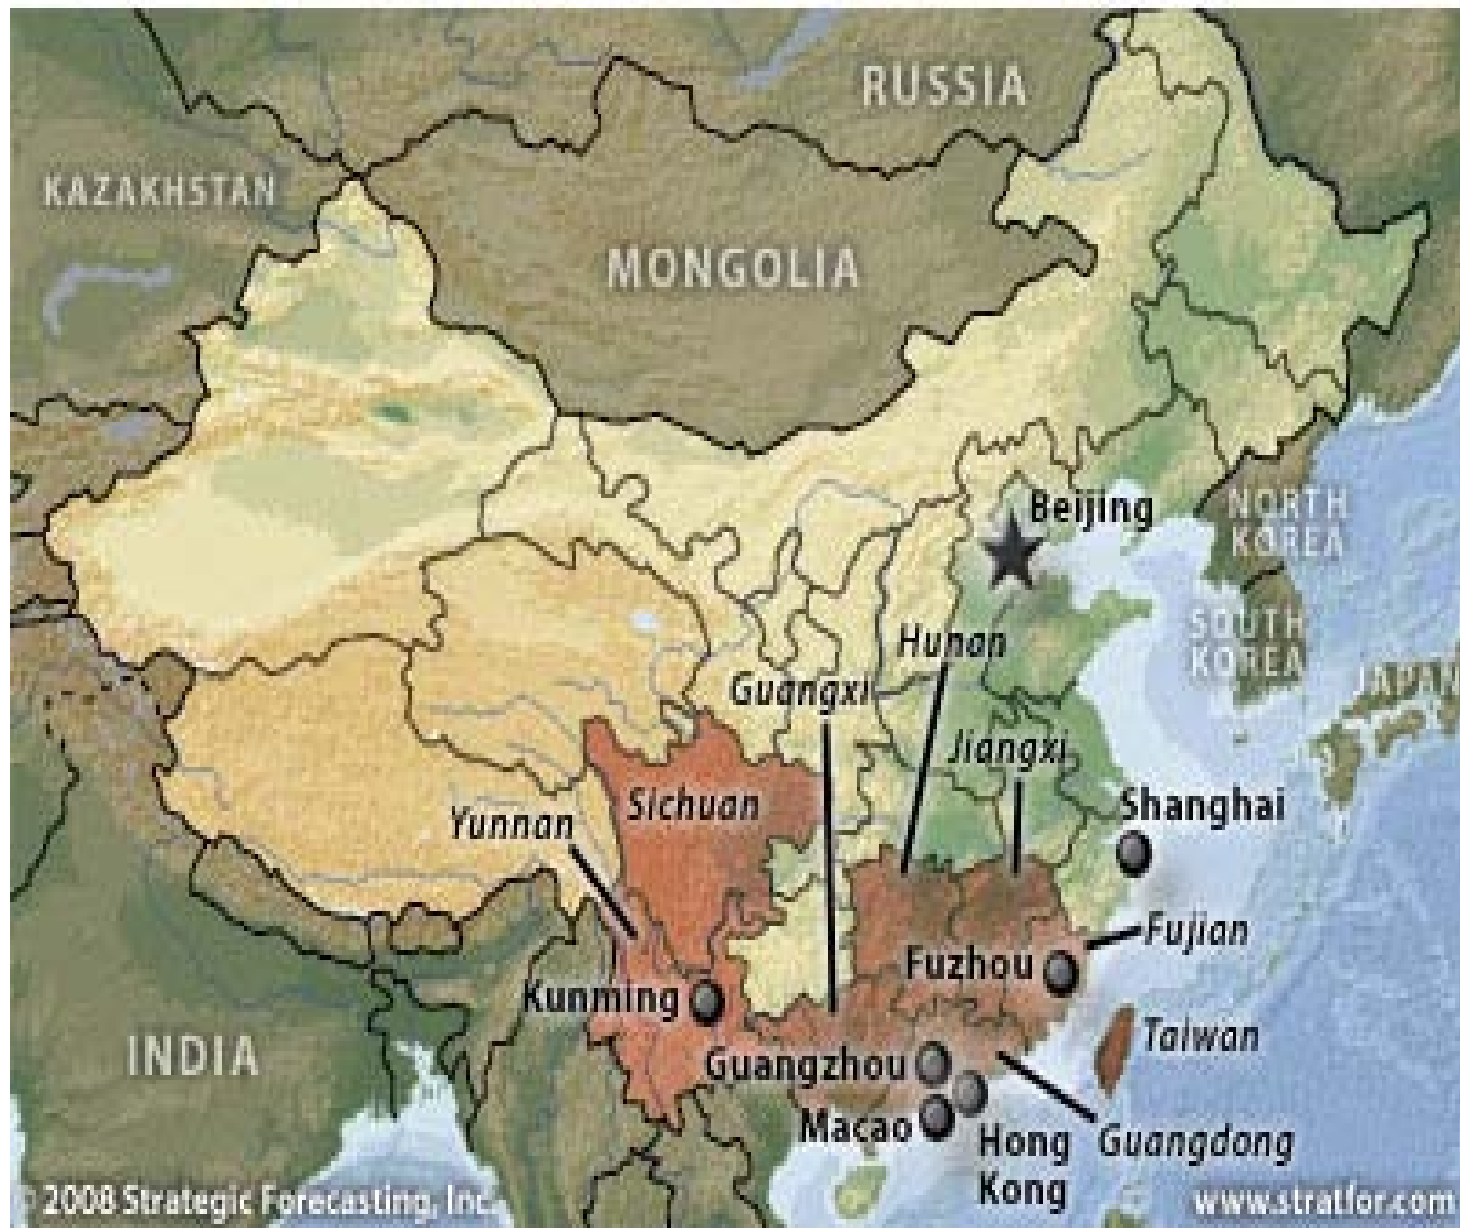 RUSSIA
KAZAKHSTAN
MONGOLIA
Beijing
NORTH
KOREA
SOUTH
KOREA
Hunan
JAPAN
Guangxi
Jiangxi
Sichuan
Shanghai
Yunnan
Fujian
Fuzhou
Kunming
Taiwan
INDIA
Guangzhou
Macao
Hong
Kong
Guangdong
© 2008 Strategic Forecasting, Inc.
www.stratfor.com